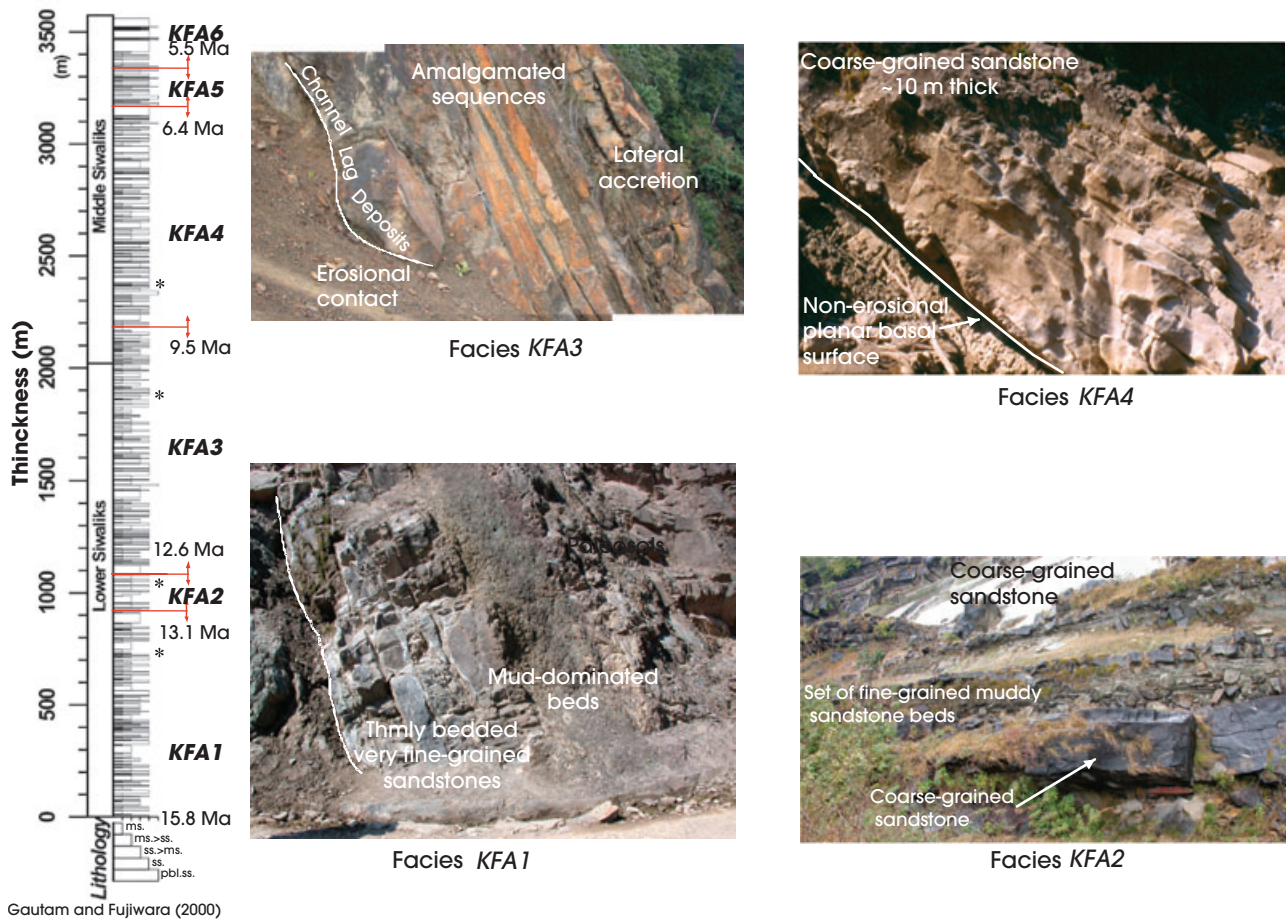 3500
(m)
3000
2500
2000
1500
1000
500
0
Thinckness (m)
Middle Siwaliks
Lower Siwaliks
Lithology
KFA6
5.5 Ma
KFA5
6.4 Ma
KFA4
*
9.5 Ma
*
KFA3
12.6 Ma
*
KFA2
13.1 Ma
*
KFA1
15.8 Ma
ms.
ms.>ss.
ss.>ms.
ss.
pbl.ss.
Gautam and Fujiwara (2000)
Channel Lag Deposits
Amalgamated
sequences
Lateral
accretion
Erosional
contact
Facies KFA3
Coarse-grained sandstone
~10 m thick
Non-erosional
planar basal
surface
Facies KFA4
Paleosols
Mud-dominated
beds
Thmly bedded
very fine-grained
sandstones
Facies KFA1
Coarse-grained
sandstone
Set of fine-grained muddy
sandstone beds
Coarse-grained
sandstone
Facies KFA2